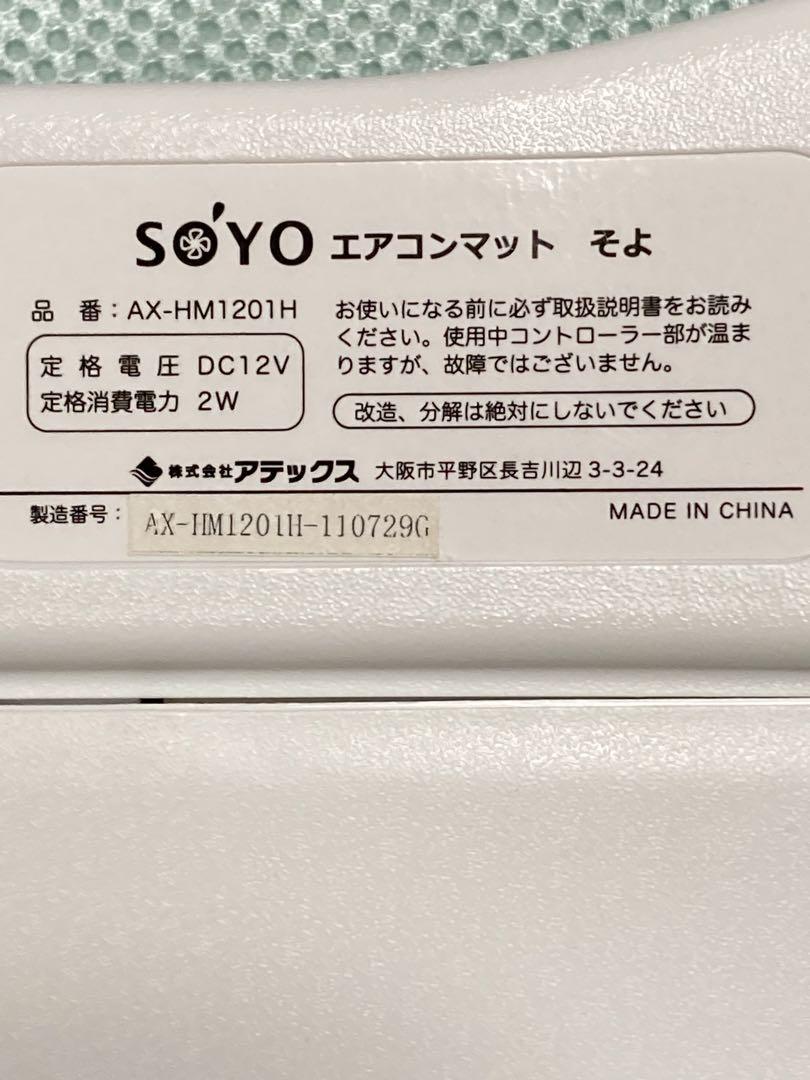 SO'YO エアコンマット そよ
品 番：AX-HM1201H
定格電圧 DC12V
定格消費電力 2W
お使いになる前に必ず取扱説明書をお読み
ください。使用中コントローラー部が温ま
りますが、故障ではございません。
改造、分解は絶対にしないでください
株式会社アテックス 大阪市平野区長吉川辺3-3-24
製造番号：AX-HM1201H-110729G
MADE IN CHINA